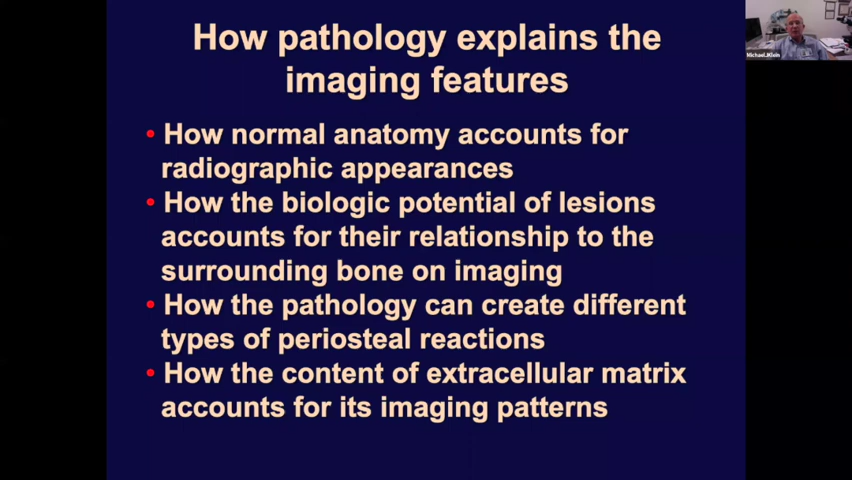 How pathology explains the
imaging features
• How normal anatomy accounts for
radiographic appearances
• How the biologic potential of lesions
accounts for their relationship to the
surrounding bone on imaging
• How the pathology can create different
types of periosteal reactions
• How the content of extracellular matrix
accounts for its imaging patterns
Michael.Klein